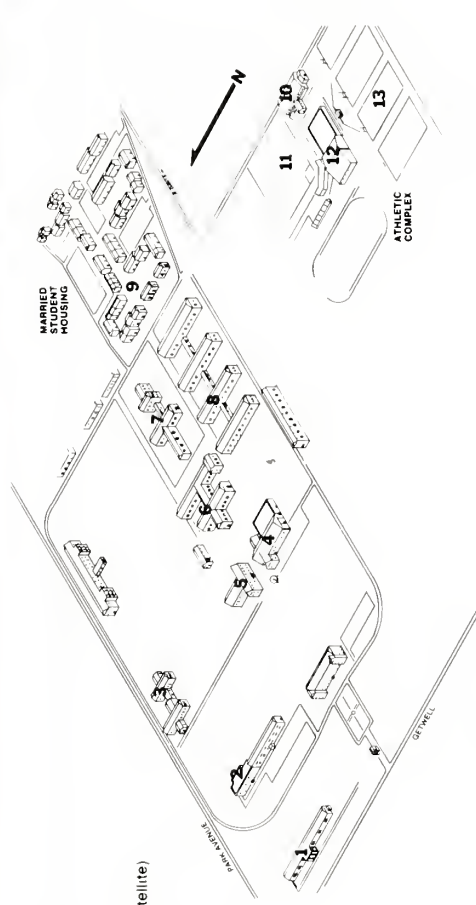 MARRIED
STUDENT
HOUSING
N
10
11
12
13
ATHLETIC
COMPLEX
9
8
7
6
5
4
3
2
1
PARK AVENUE
GETWELL
tellite)